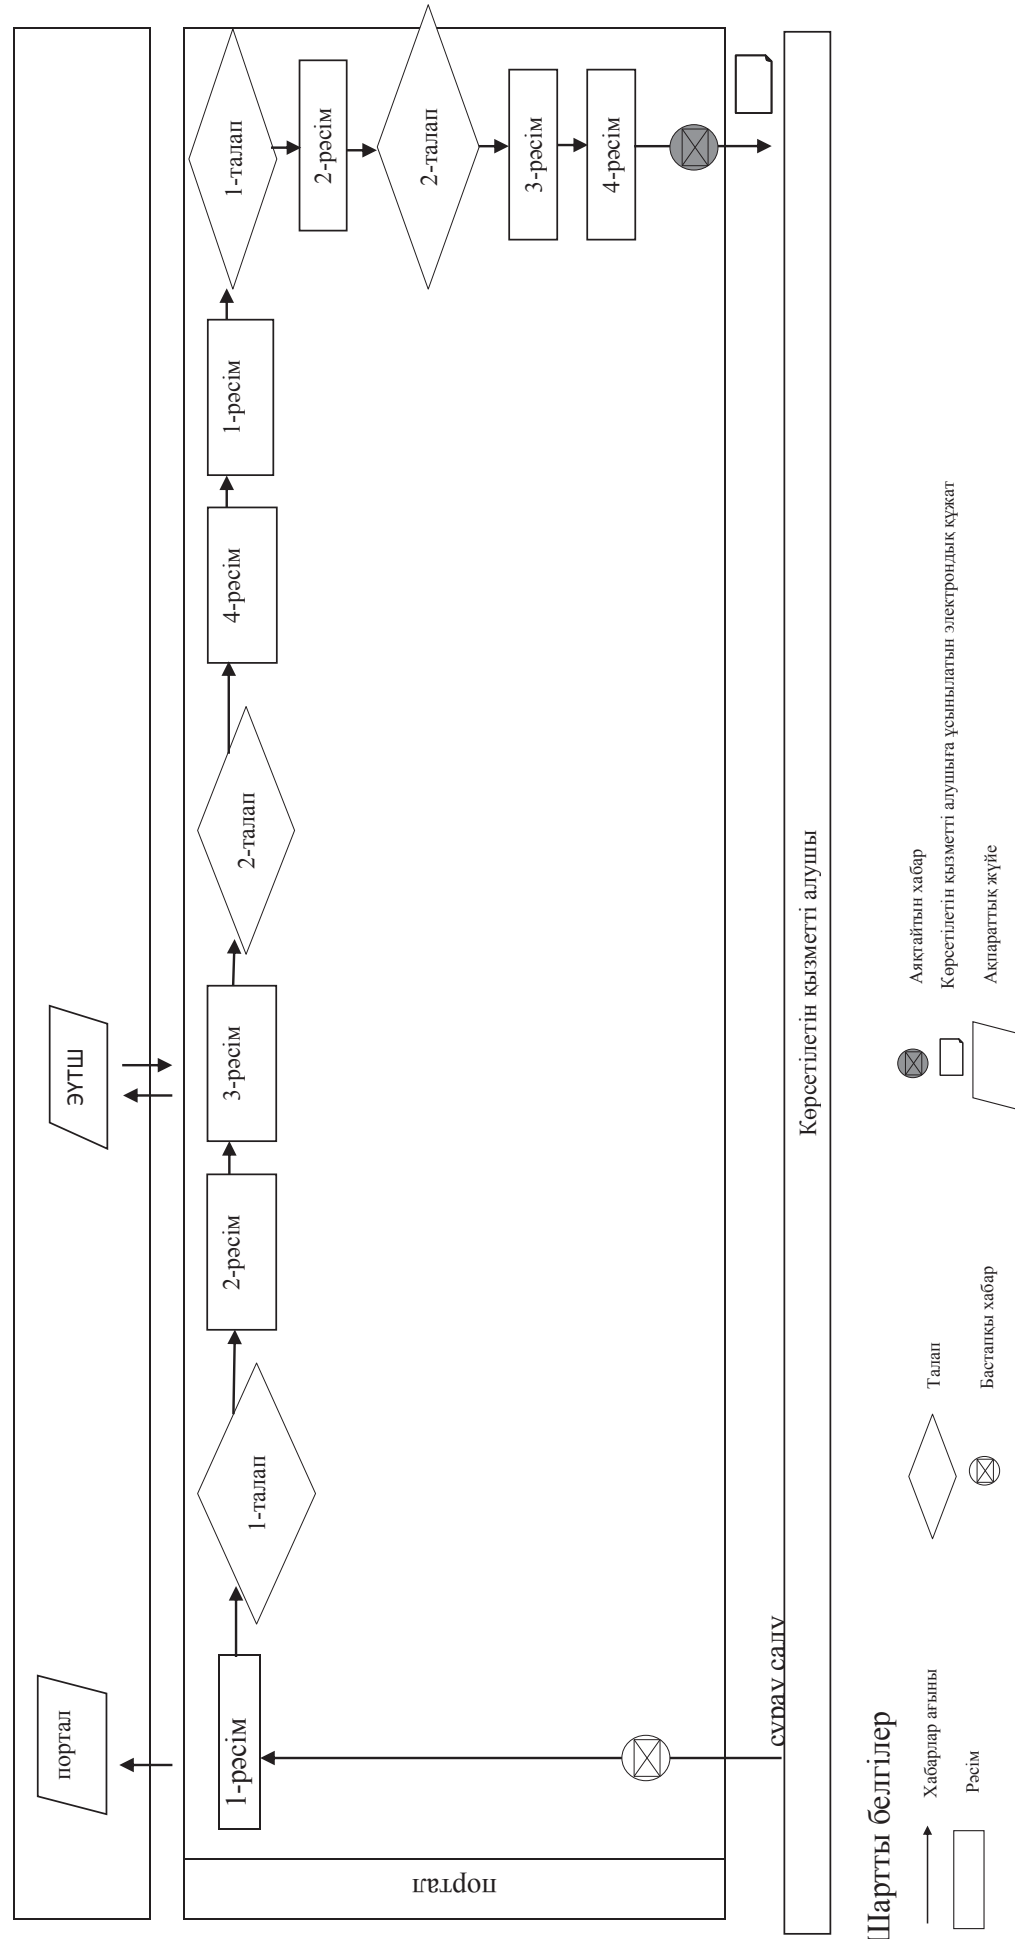 портал
ЭҮТШ
портал
1-рәсім
1-талап
2-рәсім
3-рәсім
2-талап
4-рәсім
1-рәсім
1-талап
2-рәсім
2-талап
3-рәсім
4-рәсім
сұрау салу
Көрсетілетін қызметті алушы
Шартты белгілер
Хабарлар ағыны
Рәсім
Талап
Бастапқы хабар
Аяқтайтын хабар
Көрсетілетін қызметті алушыға ұсынылатын электрондық құжат
Ақпараттық жүйе